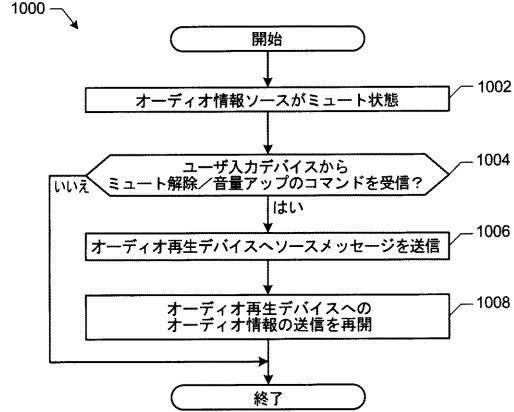 1000
開始
オーディオ情報ソースがミュート状態
1002
ユーザ入力デバイスから
ミュート解除／音量アップのコマンドを受信？
1004
いいえ
はい
オーディオ再生デバイスへソースメッセージを送信
1006
オーディオ再生デバイスへの
オーディオ情報の送信を再開
1008
終了